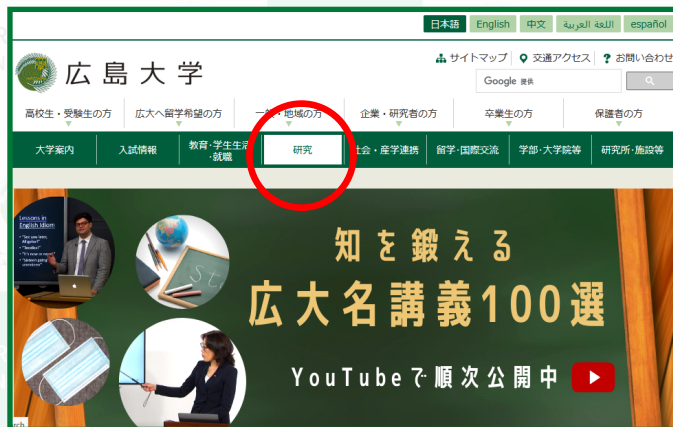 日本語 English 中文 اللغة العربية español
サイトマップ 交通アクセス お問い合わせ
広島大学
Google 提供
高校生・受験生の方 広大へ留学希望の方 一般・地域の方 企業・研究者の方 卒業生の方 保護者の方
大学案内 入試情報 教育・学生生活・就職 研究 社会・産学連携 留学・国際交流 学部・大学院等 研究所・施設等
Lessons in
English Idiom
知を鍛える
広大名講義100選
YouTubeで順次公開中